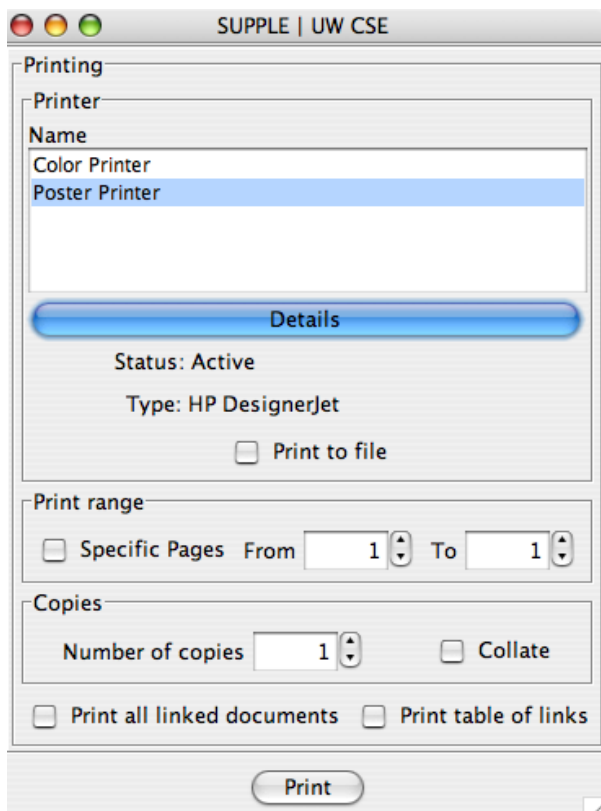 SUPPLE | UW CSE
Printing
Printer
Name
Color Printer
Poster Printer
Details
Status: Active
Type: HP DesignerJet
Print to file
Print range
Specific Pages From 1 To 1
Copies
Number of copies 1 Collate
Print all linked documents Print table of links
Print